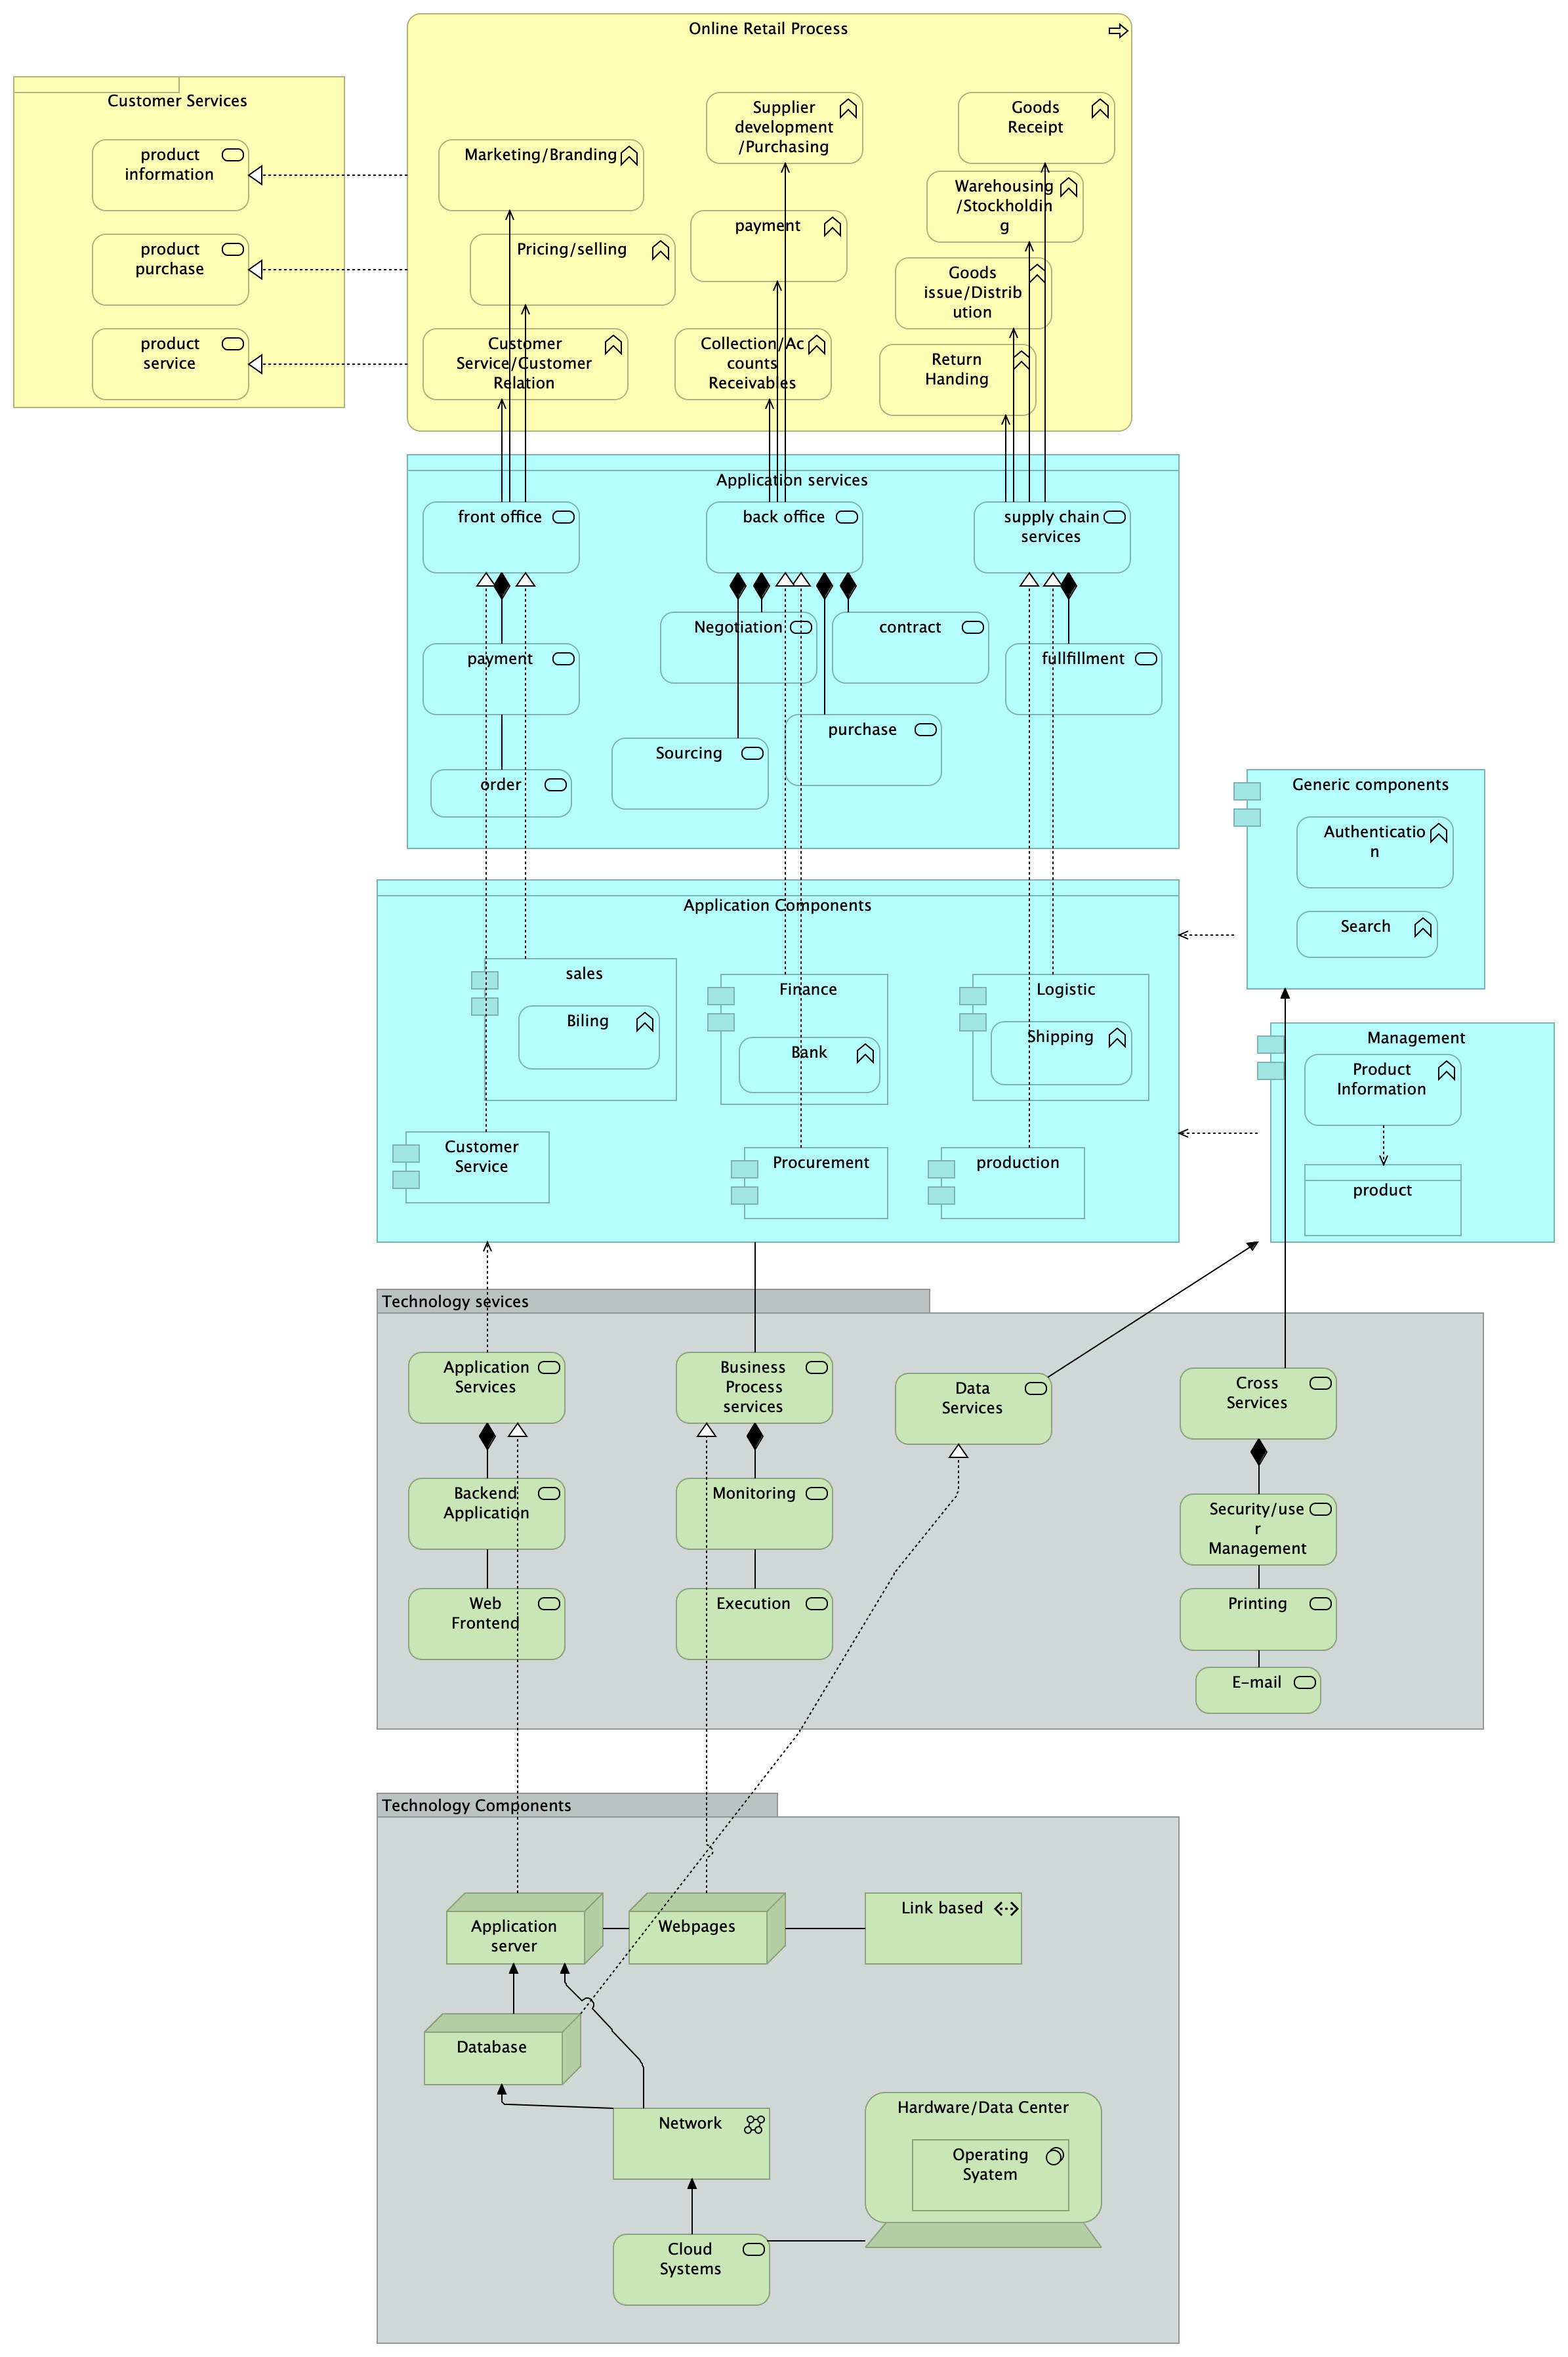 Online Retail Process
Customer Services
product
information
product
purchase
product
service
Marketing/Branding
Pricing/selling
Customer
Service/Customer
Relation
Supplier
development
/Purchasing
payment
Collection/Ac
counts
Receivables
Goods
Receipt
Warehousing
/Stockholdin
g
Goods
issue/Distrib
ution
Return
Handing
Application services
front office
back office
supply chain
services
payment
order
Negotiation
contract
Sourcing
purchase
fullfillment
Generic components
Authenticatio
n
Search
Application Components
sales
Biling
Finance
Bank
Logistic
Shipping
Customer
Service
Procurement
production
Management
Product
Information
product
Technology sevices
Application
Services
Business
Process
services
Data
Services
Cross
Services
Backend
Application
Monitoring
Security/use
r
Management
Web
Frontend
Execution
Printing
E-mail
Technology Components
Application
server
Webpages
Link based
Database
Network
Hardware/Data Center
Operating
Syatem
Cloud
Systems